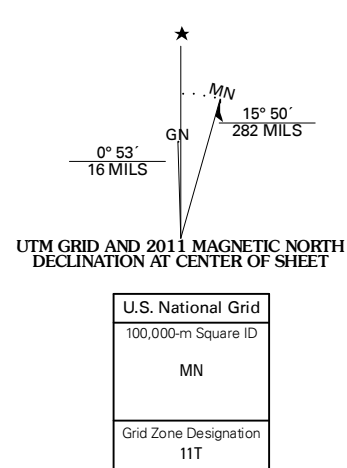 ★
MN
15° 50´
282 MILS
GN
0° 53´
16 MILS
UTM GRID AND 2011 MAGNETIC NORTH
DECLINATION AT CENTER OF SHEET
U.S. National Grid
100,000-m Square ID
MN
Grid Zone Designation
11T